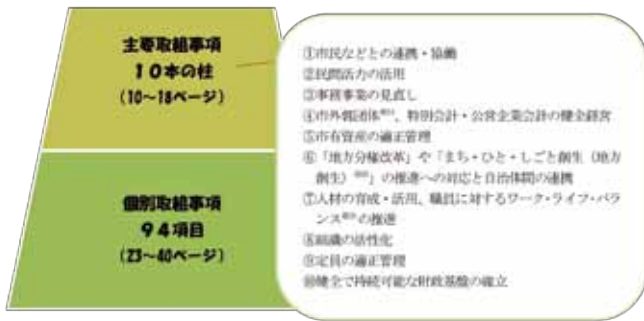 主要取組事項
10本の柱
(10~18ページ)
個別取組事項
94項目
(23~40ページ)
①市民などとの連携・協働
②民間活力の活用
③事務事業の見直し
④市外郭団体、特別会計・公営企業会計の健全経営
⑤市有資産の適正管理
⑥「地方分権改革」や「まち・ひと・しごと創生(地方
創生)」の推進への対応と自治体間の連携
⑦人材の育成・活用、職員に対するワーク・ライフ・バラ
ンスの推進
⑧組織の活性化
⑨定員の適正管理
⑩健全で持続可能な財政基盤の確立